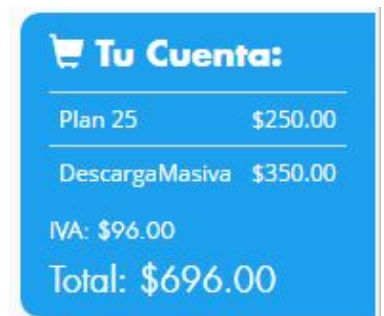 Tu Cuenta:
Plan 25 $250.00
DescargaMasiva $350.00
IVA: $96.00
Total: $696.00